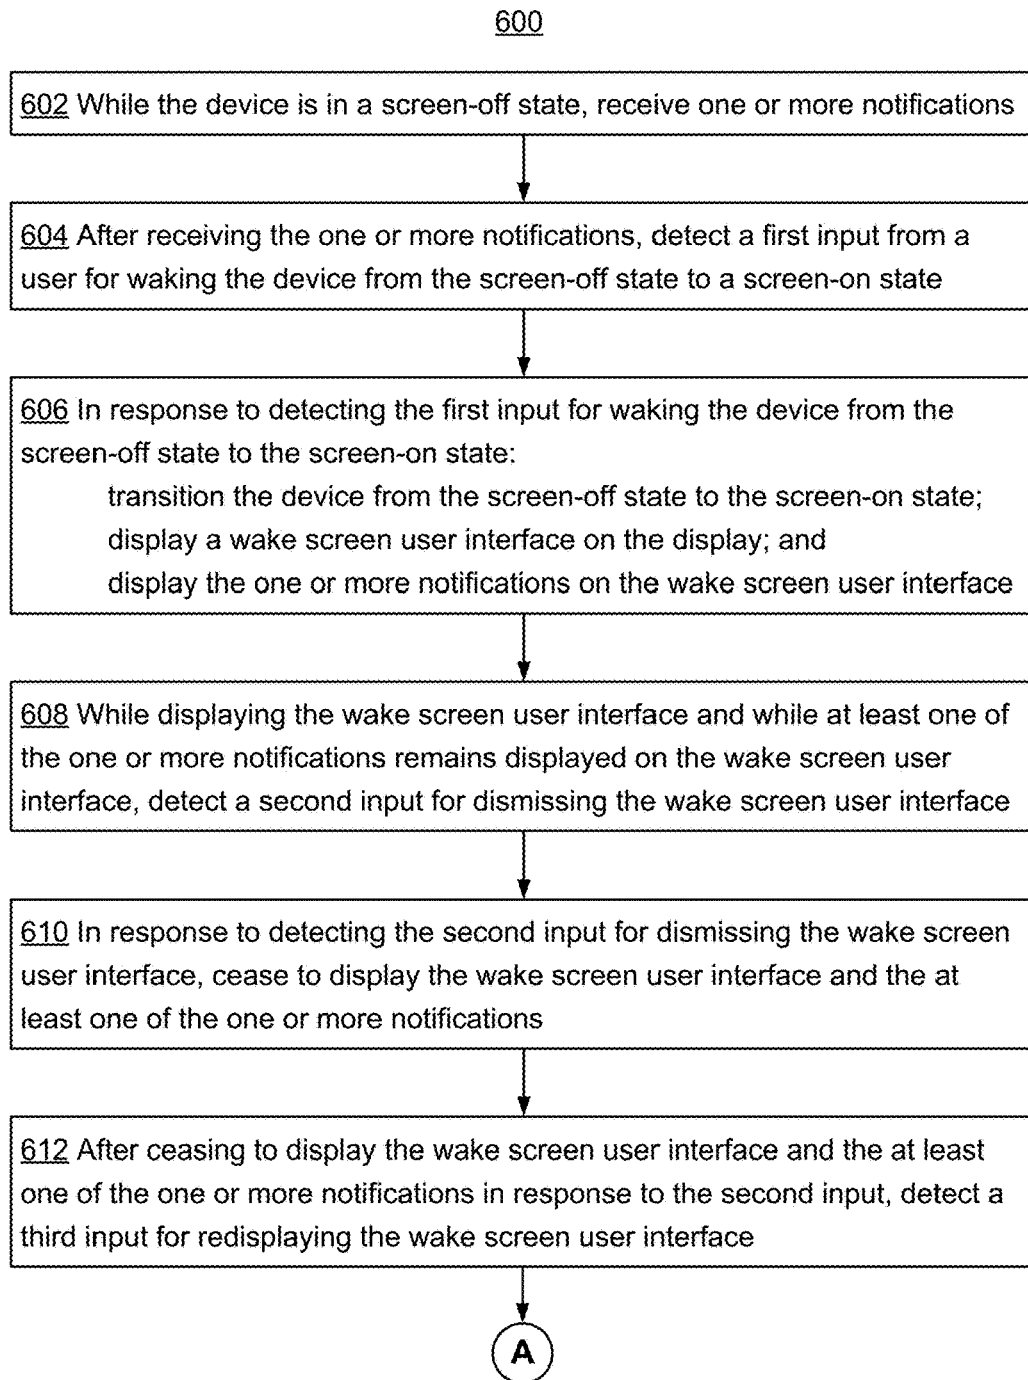 600
602 While the device is in a screen-off state, receive one or more notifications
604 After receiving the one or more notifications, detect a first input from a
user for waking the device from the screen-off state to a screen-on state
606 In response to detecting the first input for waking the device from the
screen-off state to the screen-on state:
transition the device from the screen-off state to the screen-on state;
display a wake screen user interface on the display; and
display the one or more notifications on the wake screen user interface
608 While displaying the wake screen user interface and while at least one of
the one or more notifications remains displayed on the wake screen user
interface, detect a second input for dismissing the wake screen user interface
610 In response to detecting the second input for dismissing the wake screen
user interface, cease to display the wake screen user interface and the at
least one of the one or more notifications
612 After ceasing to display the wake screen user interface and the at least
one of the one or more notifications in response to the second input, detect a
third input for redisplaying the wake screen user interface
A